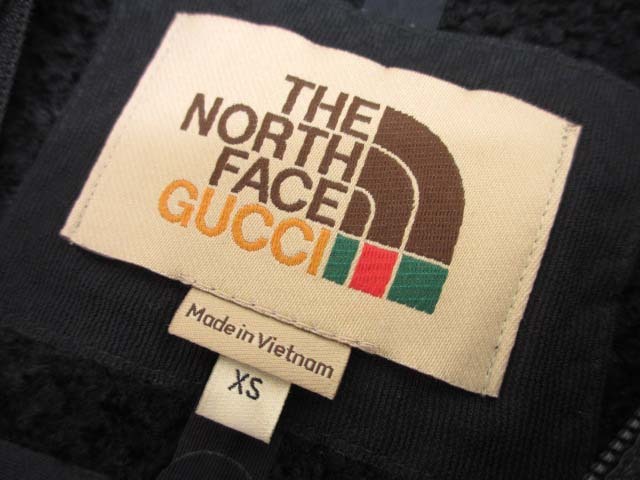 THE
NORTH
FACE
GUCCI
Made in Vietnam
XS